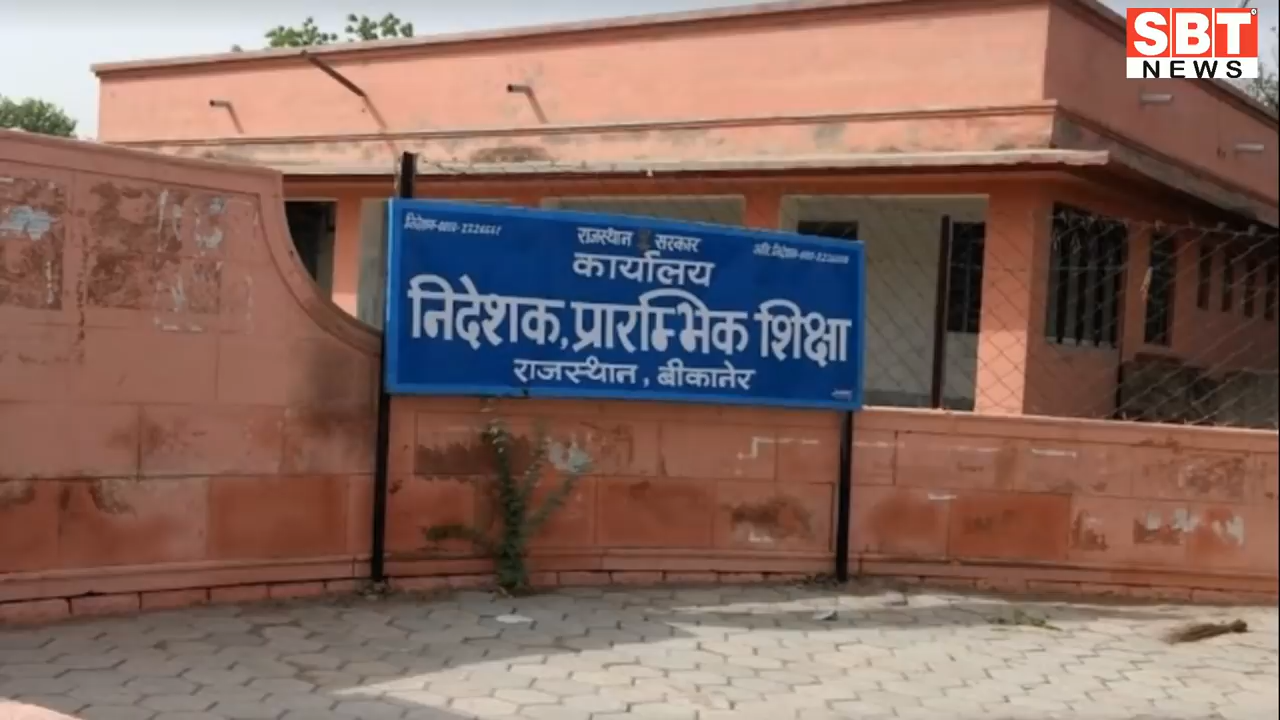 SBT
NEWS
राजस्थान सरकार
कार्यालय
निदेशक, प्रारम्भिक शिक्षा
राजस्थान, बीकानेर